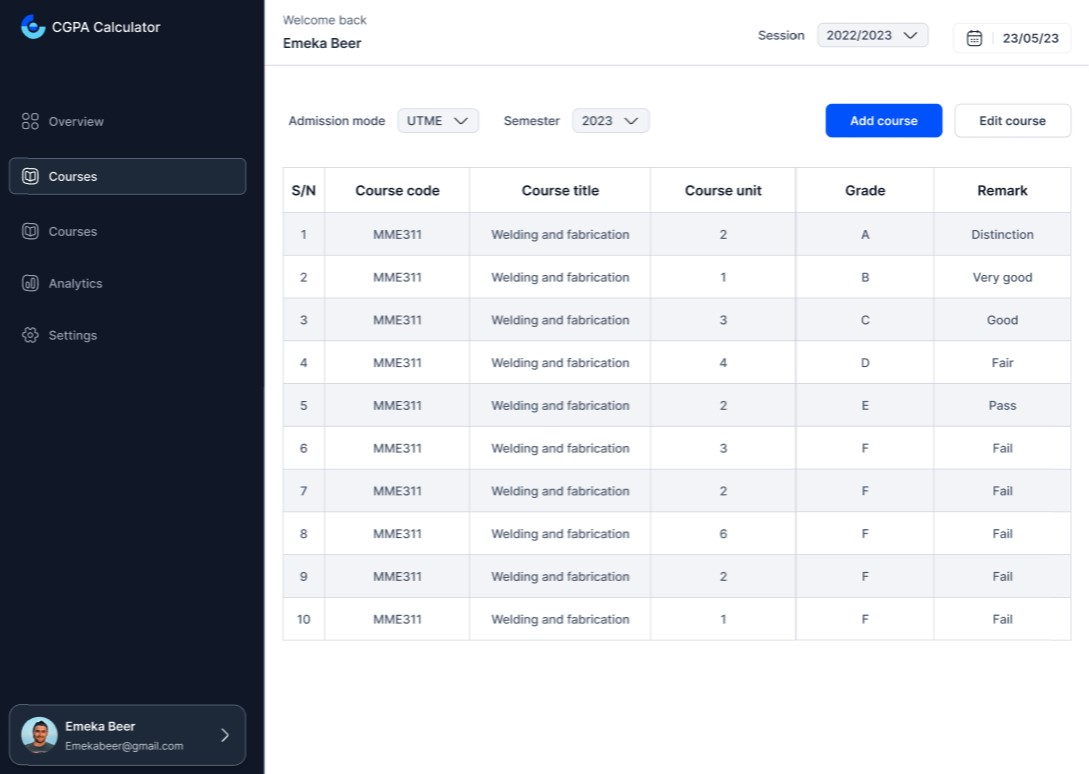 CGPA Calculator
Overview
Courses
Courses
Analytics
Settings
Emeka Beer
Emekabeer@gmail.com
Welcome back
Emeka Beer
Session 2022/2023 23/05/23
Admission mode UTME Semester 2023 Add course Edit course
S/N Course code Course title Course unit Grade Remark
1 MME311 Welding and fabrication 2 A Distinction
2 MME311 Welding and fabrication 1 B Very good
3 MME311 Welding and fabrication 3 C Good
4 MME311 Welding and fabrication 4 D Fair
5 MME311 Welding and fabrication 2 E Pass
6 MME311 Welding and fabrication 3 F Fail
7 MME311 Welding and fabrication 2 F Fail
8 MME311 Welding and fabrication 6 F Fail
9 MME311 Welding and fabrication 2 F Fail
10 MME311 Welding and fabrication 1 F Fail